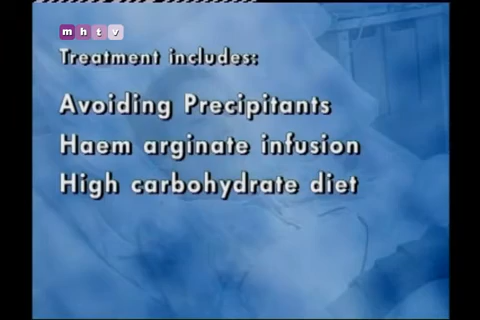 mhtv
Treatment includes:
Avoiding Precipitants
Haem arginate infusion
High carbohydrate diet